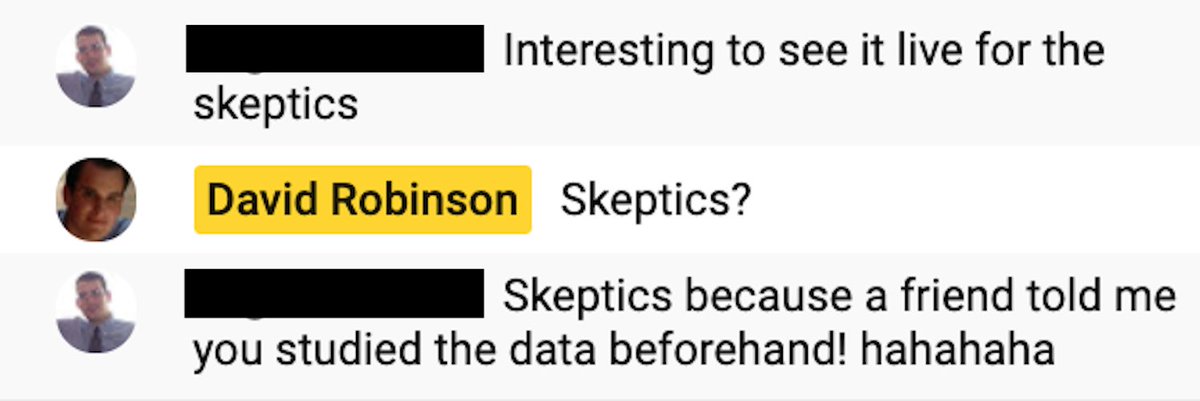 Interesting to see it live for the
skeptics
David Robinson Skeptics?
Skeptics because a friend told me
you studied the data beforehand! hahahaha